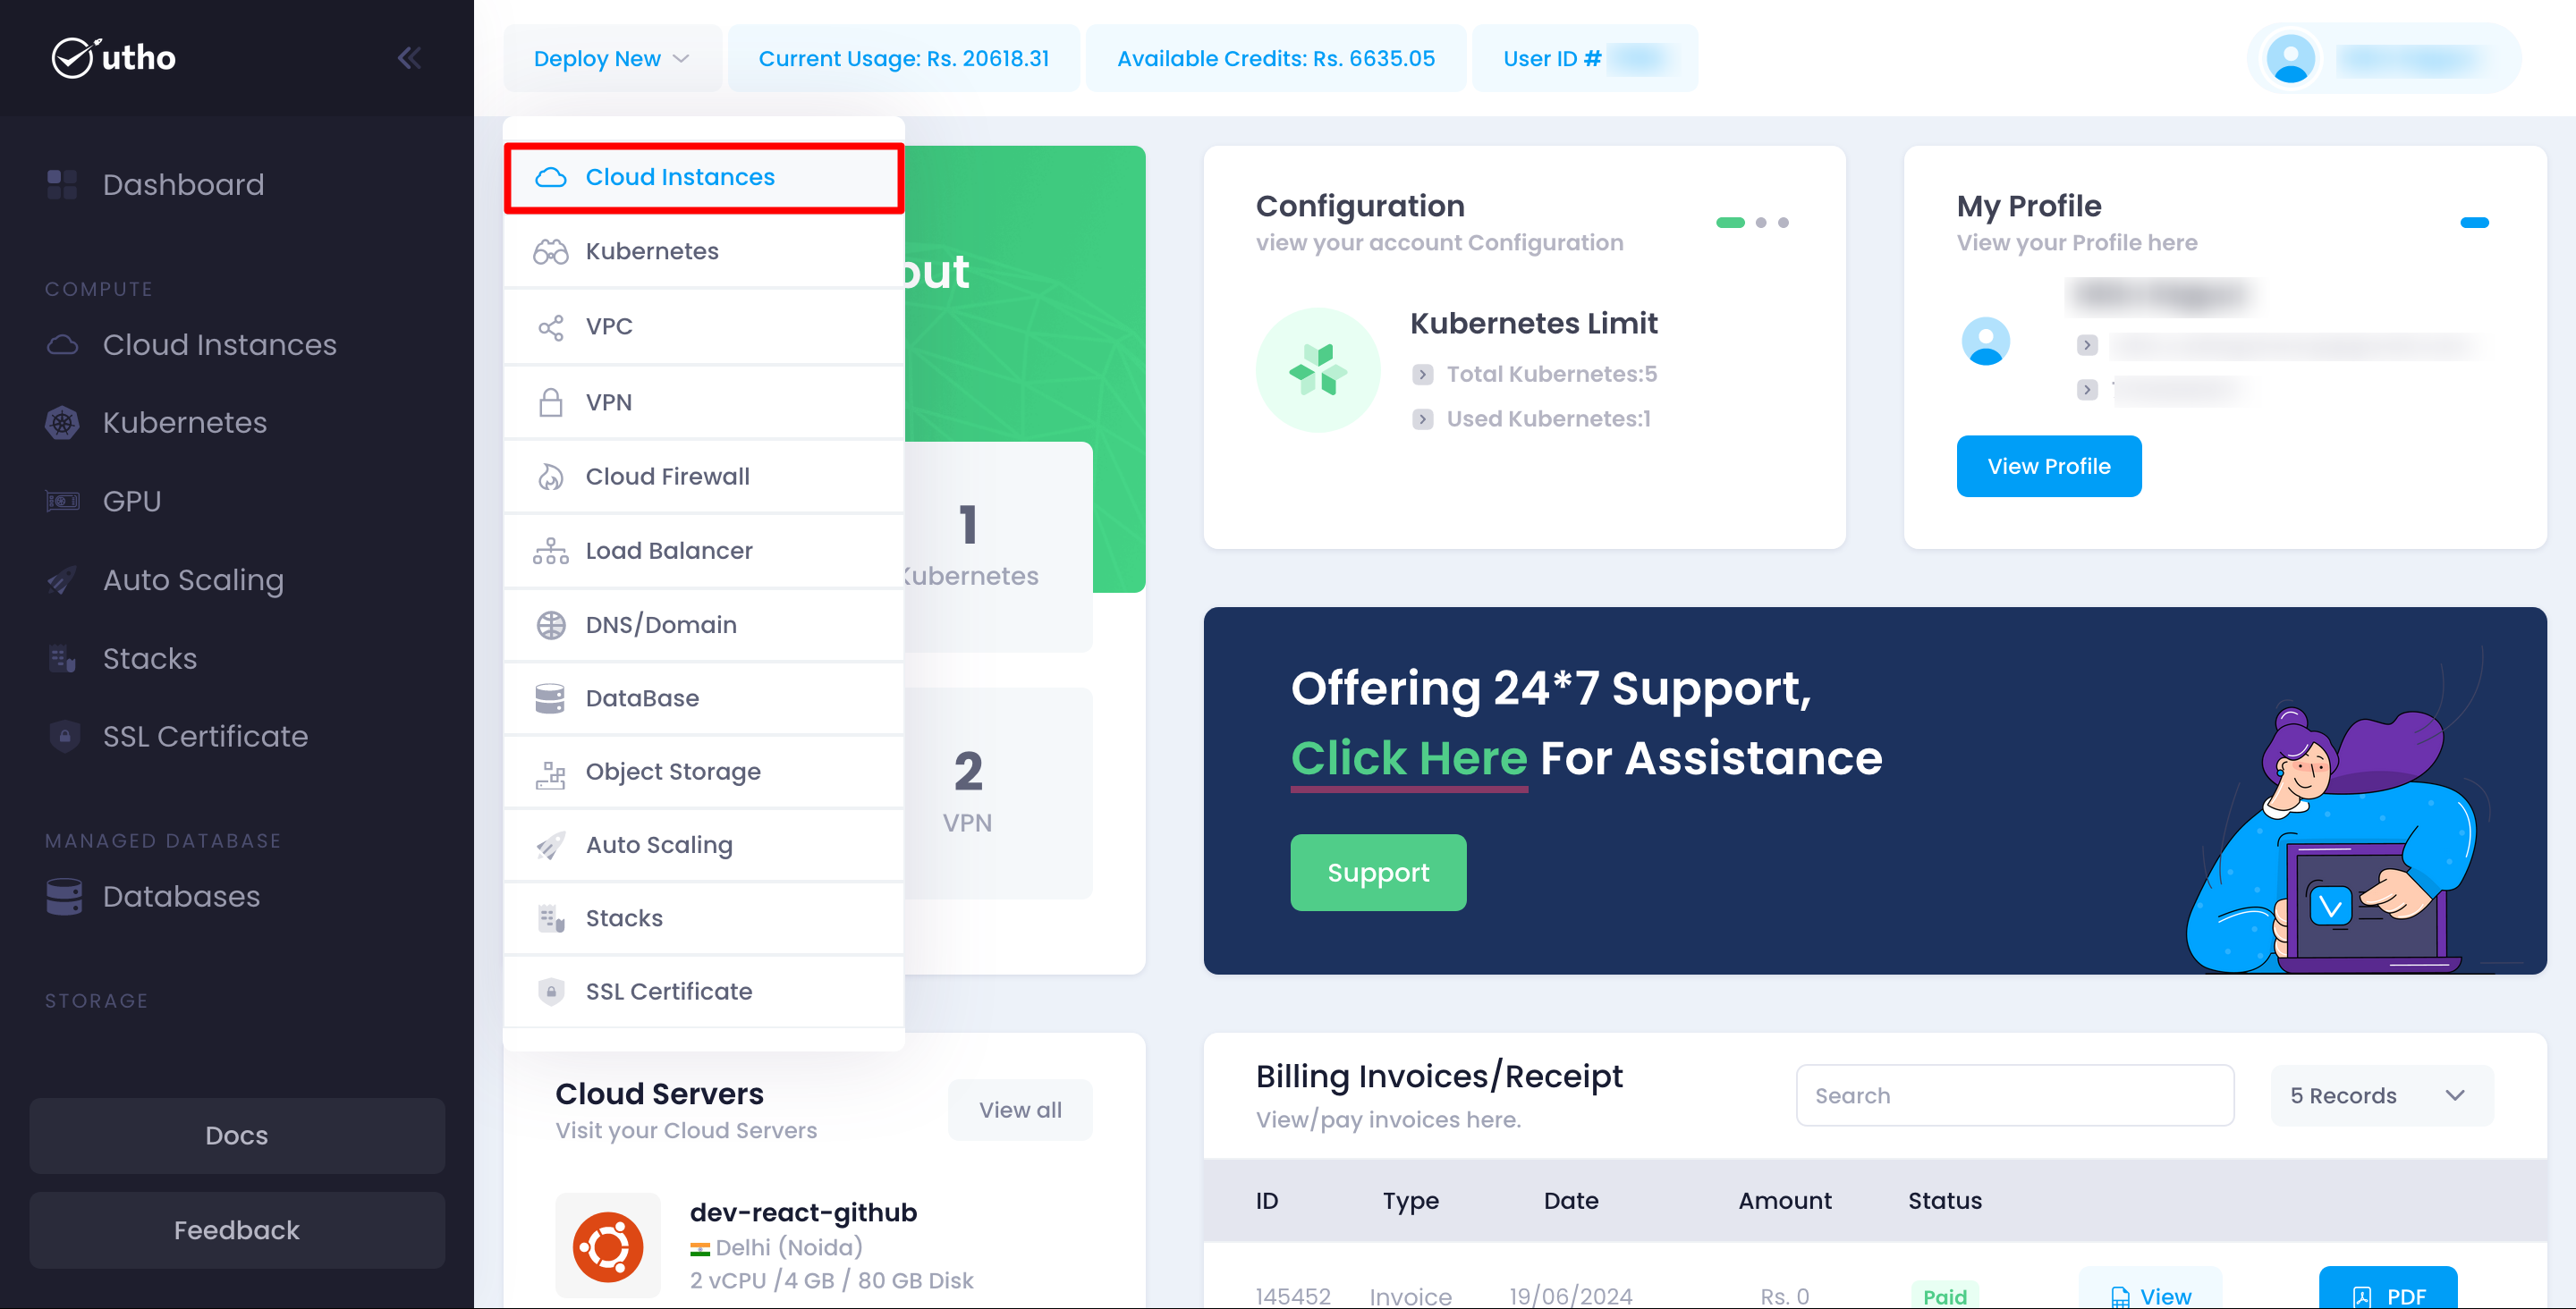 utho
Dashboard
COMPUTE
Cloud Instances
Kubernetes
GPU
Auto Scaling
Stacks
SSL Certificate
MANAGED DATABASE
Databases
STORAGE
Docs
Feedback
Deploy New
Current Usage: Rs. 20618.31
Available Credits: Rs. 6635.05
User ID #
Cloud Instances
Kubernetes
VPC
VPN
Cloud Firewall
Load Balancer
DNS/Domain
DataBase
Object Storage
Auto Scaling
Stacks
SSL Certificate
out
1
Kubernetes
2
VPN
Configuration
view your account Configuration
Kubernetes Limit
Total Kubernetes:5
Used Kubernetes:1
My Profile
View your Profile here
View Profile
Offering 24*7 Support,
Click Here For Assistance
Support
Cloud Servers
Visit your Cloud Servers
View all
dev-react-github
Delhi (Noida)
2 vCPU /4 GB / 80 GB Disk
Billing Invoices/Receipt
View/pay invoices here.
Search
5 Records
ID Type Date Amount Status
145452 Invoice 19/06/2024 Rs. 0 Paid View PDF